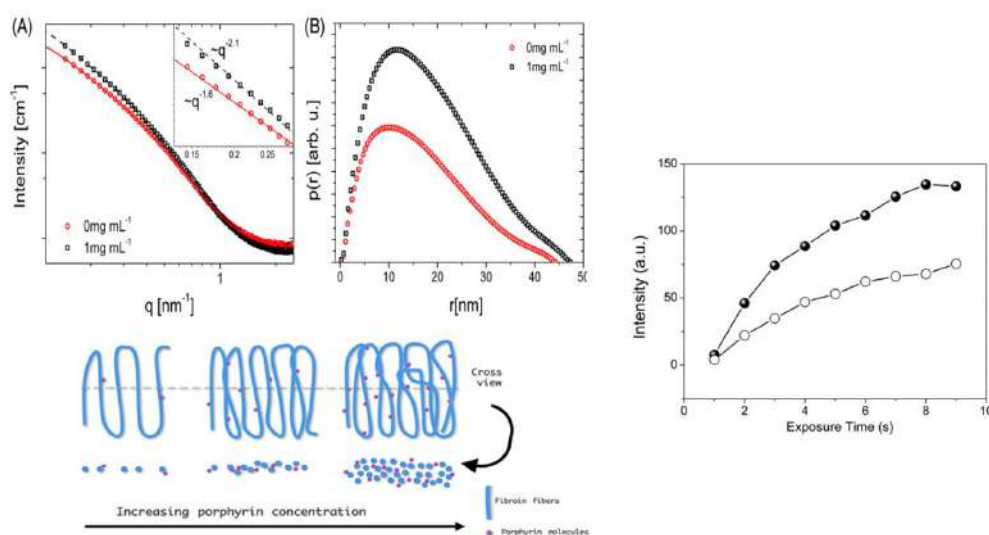 (A)
Intensity [cm-1]
~q-2.1
~q-1.6
0.15 0.2 0.25
0mg mL-1
1mg mL-1
1
q [nm-1]
(B)
p(r) [arb. u.]
0mg mL-1
1mg mL-1
0 10 20 30 40 50
r[nm]
Cross
view
Increasing porphyrin concentration
Fibroin fibers
Porphyrin molecules
150
100
50
0
Intensity (a.u.)
0 2 4 6 8 10
Exposure Time (s)